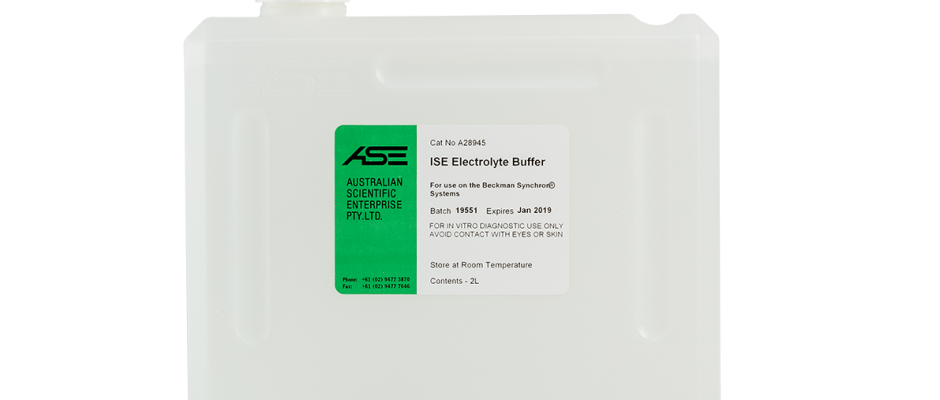 ASE
AUSTRALIAN
SCIENTIFIC
ENTERPRISE
PTY.LTD.
Phone: +61 (02) 9477 3870
Fax: +61 (02) 9477 7646
Cat No A28945
ISE Electrolyte Buffer
For use on the Beckman Synchron®
Systems
Batch 19551 Expires Jan 2019
FOR IN VITRO DIAGNOSTIC USE ONLY
AVOID CONTACT WITH EYES OR SKIN
Store at Room Temperature
Contents - 2L